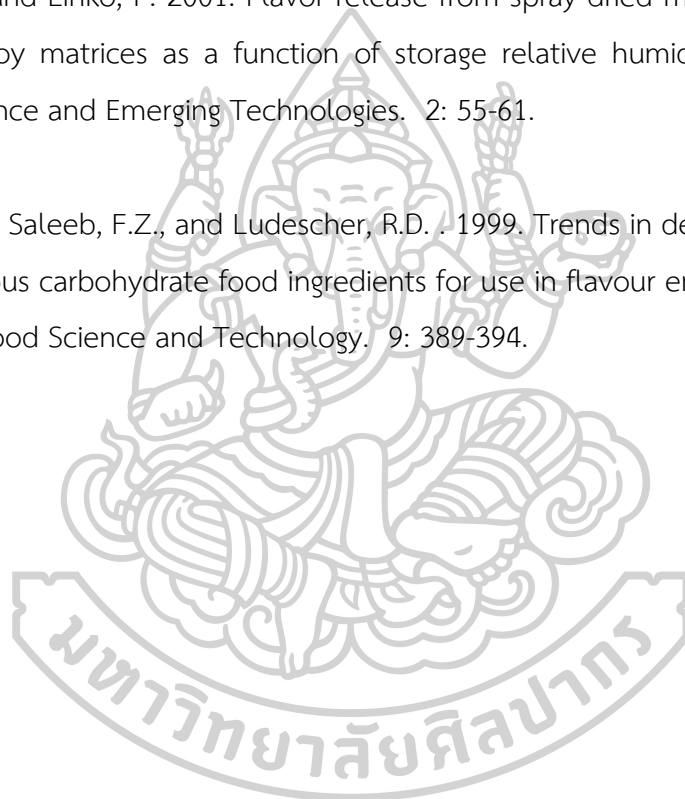 and Linko, P. 2001. Flavor release from spray dried m
oy matrices as a function of storage relative humid
nce and Emerging Technologies. 2: 55-61.
Saleeb, F.Z., and Ludescher, R.D. . 1999. Trends in de
ous carbohydrate food ingredients for use in flavour en
ood Science and Technology. 9: 389-394.
มหาวิทยาลัยศิลปากร